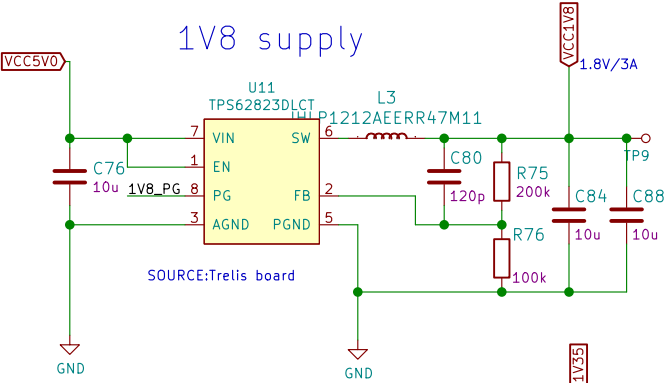 1V8 supply
VCC5V0
VCC1V8
1.8V/3A
U11
TPS62823DLCT
L3
IHLP1212AEERR47M11
7 VIN
SW 6
1 EN
1V8_PG 8 PG
FB 2
3 AGND
PGND 5
C76
10u
C80
120p
R75
200k
TP9
C84
10u
C88
10u
R76
100k
SOURCE:Trelis board
GND
GND
1V35